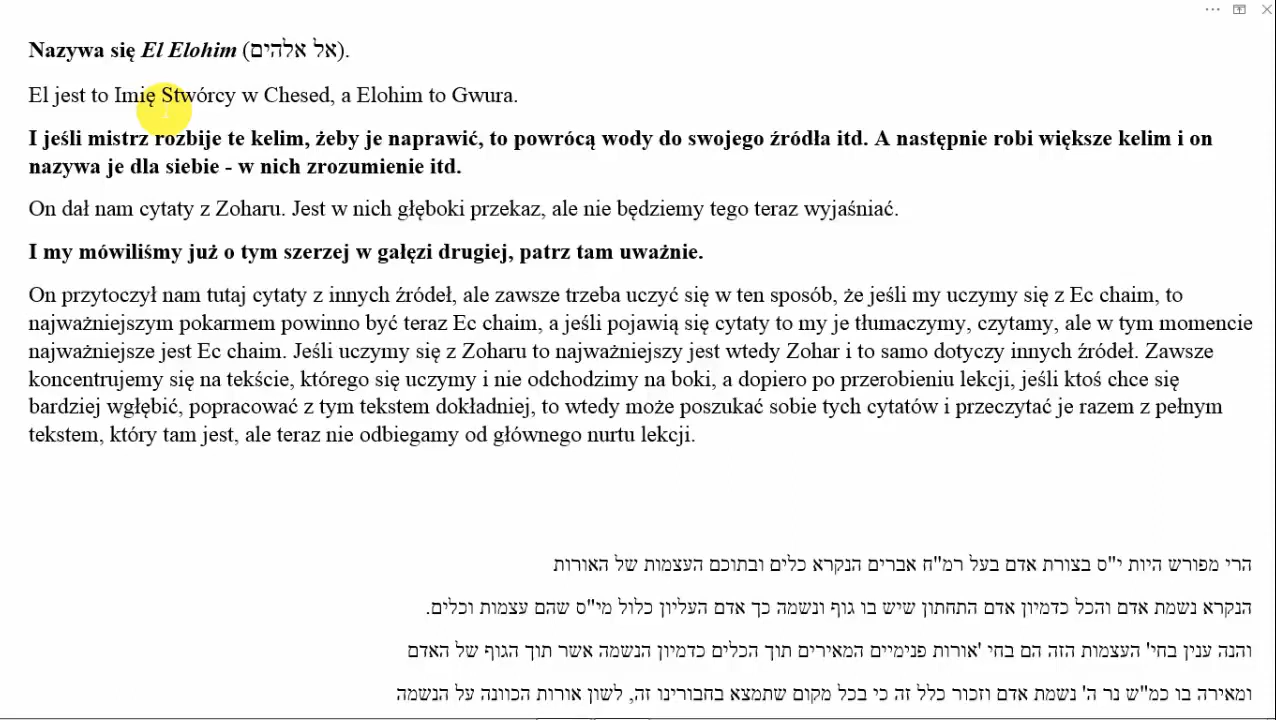 Nazywa się El Elohim (אל אלהים).
El jest to Imię Stwórcy w Chesed, a Elohim to Gwura.
I jeśli mistrz rozbije te kelim, żeby je naprawić, to powrócą wody do swojego źródła itd. A następnie robi większe kelim i on
nazywa je dla siebie - w nich zrozumienie itd.
On dał nam cytaty z Zoharu. Jest w nich głęboki przekaz, ale nie będziemy tego teraz wyjaśniać.
I my mówiliśmy już o tym szerzej w gałęzi drugiej, patrz tam uważnie.
On przytoczył nam tutaj cytaty z innych źródeł, ale zawsze trzeba uczyć się w ten sposób, że jeśli my uczymy się z Ec chaim, to
najważniejszym pokarmem powinno być teraz Ec chaim, a jeśli pojawią się cytaty to my je tłumaczymy, czytamy, ale w tym momencie
najważniejsze jest Ec chaim. Jeśli uczymy się z Zoharu to najważniejszy jest wtedy Zohar i to samo dotyczy innych źródeł. Zawsze
koncentrujemy się na tekście, którego się uczymy i nie odchodzimy na boki, a dopiero po przerobieniu lekcji, jeśli ktoś chce się
bardziej wgłębić, popracować z tym tekstem dokładniej, to wtedy może poszukać sobie tych cytatów i przeczytać je razem z pełnym
tekstem, który tam jest, ale teraz nie odbiegamy od głównego nurtu lekcji.
הרי מפורש היות י"ס בצורת אדם בעל רמ"ח אברים הנקרא כלים ובתוכם העצמות של האורות
הנקרא נשמת אדם והכל כדמיון אדם התחתון שיש בו גוף ונשמה כך אדם העליון כלול מי"ס שהם עצמות וכלים.
והנה ענין בחי' העצמות הזה הם בחי 'אורות פנימיים המאירים תוך הכלים כדמיון הנשמה אשר תוך הגוף של האדם
ומאירה בו כמ"ש נר ה' נשמת אדם וזכור כלל זה כי בכל מקום שתמצא בחבורינו זה, לשון אורות הכוונה על הנשמה